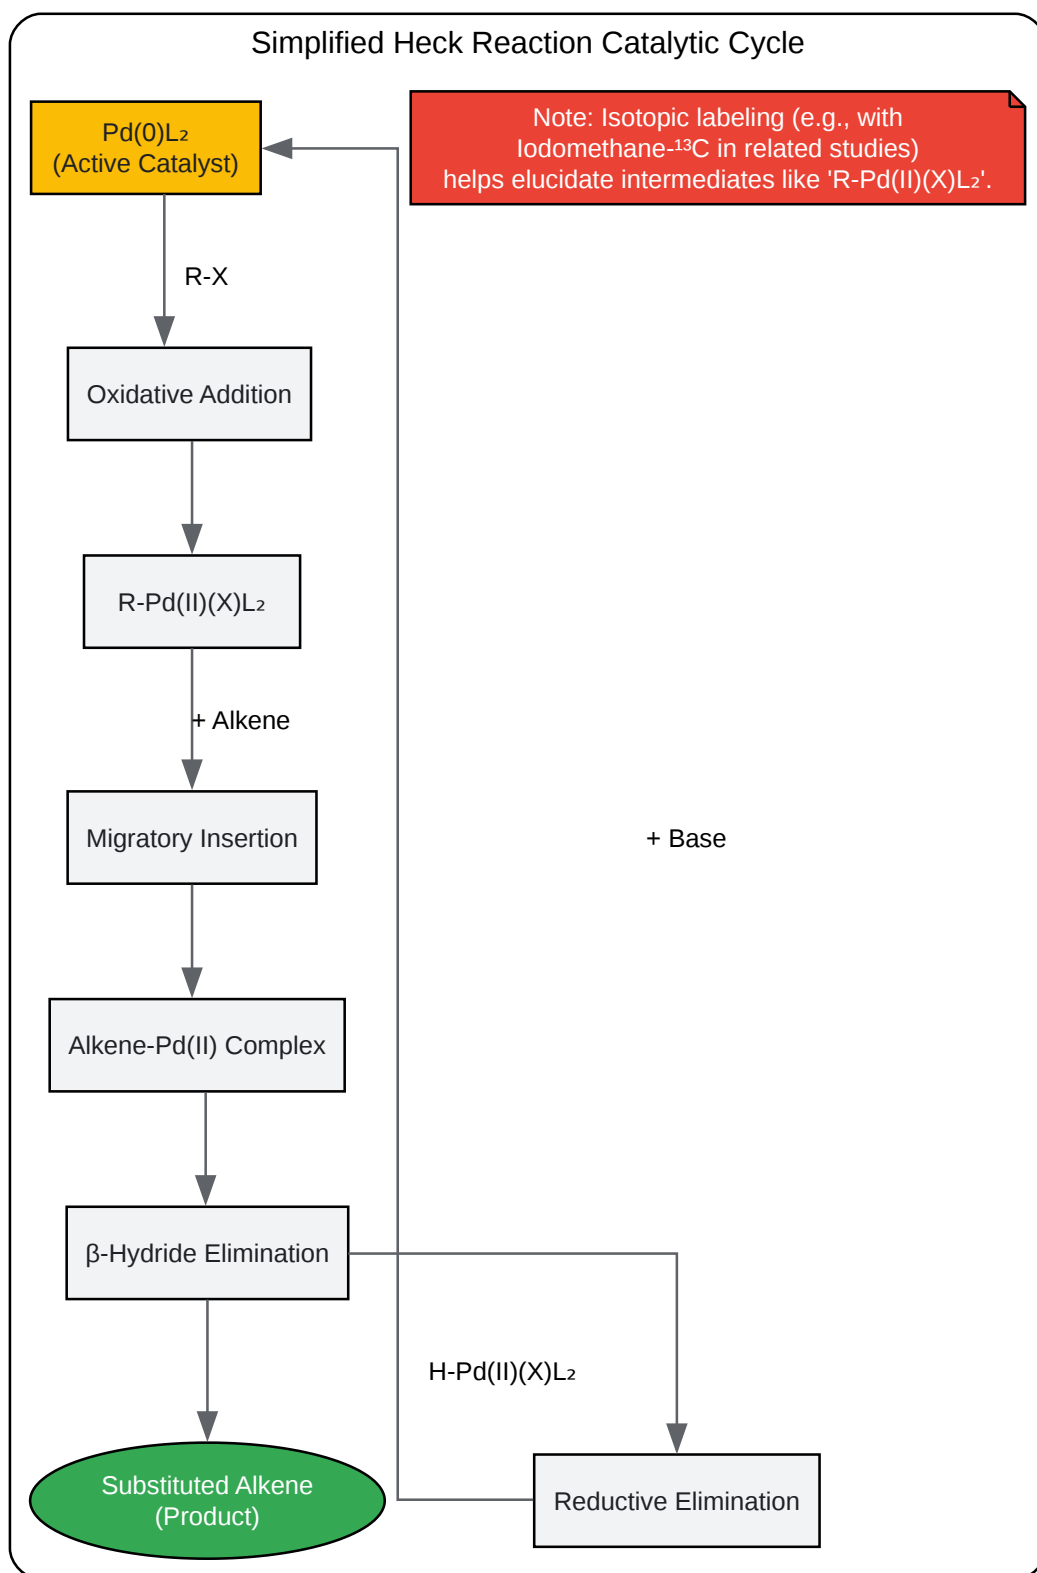 Simplified Heck Reaction Catalytic Cycle
Pd(0)L₂
(Active Catalyst)
Note: Isotopic labeling (e.g., with
Iodomethane-¹³C in related studies)
helps elucidate intermediates like 'R-Pd(II)(X)L₂'.
R-X
Oxidative Addition
R-Pd(II)(X)L₂
+ Alkene
Migratory Insertion
+ Base
Alkene-Pd(II) Complex
β-Hydride Elimination
H-Pd(II)(X)L₂
Substituted Alkene
(Product)
Reductive Elimination